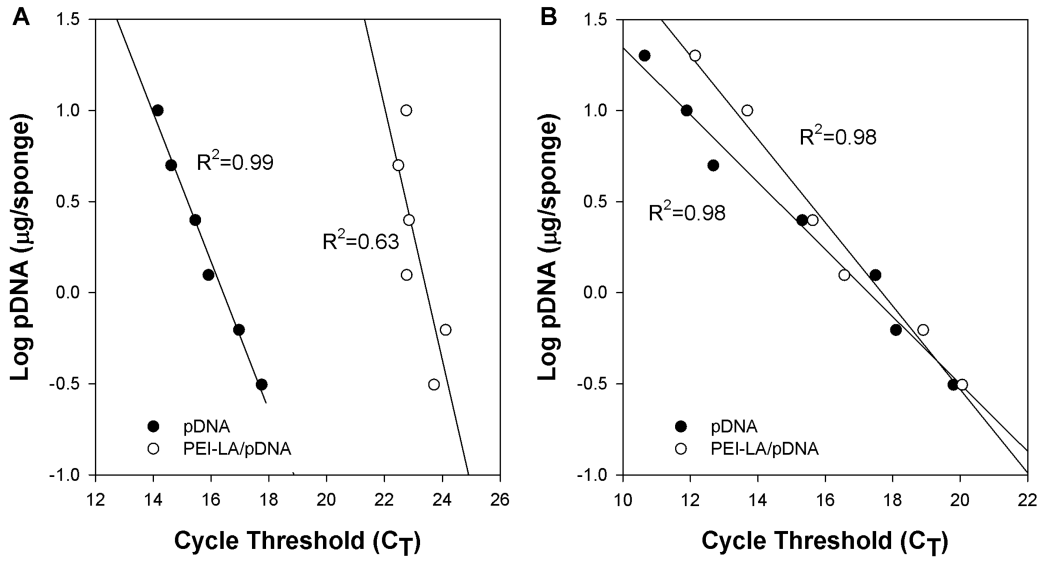 A
1.5
1.0
0.5
0.0
-0.5
-1.0
Log pDNA (μg/sponge)
R²=0.99
R²=0.63
pDNA
PEI-LA/pDNA
12 14 16 18 20 22 24 26
Cycle Threshold (CT)
B
1.5
1.0
0.5
0.0
-0.5
-1.0
Log pDNA (μg/sponge)
R²=0.98
R²=0.98
pDNA
PEI-LA/pDNA
10 12 14 16 18 20 22
Cycle Threshold (CT)